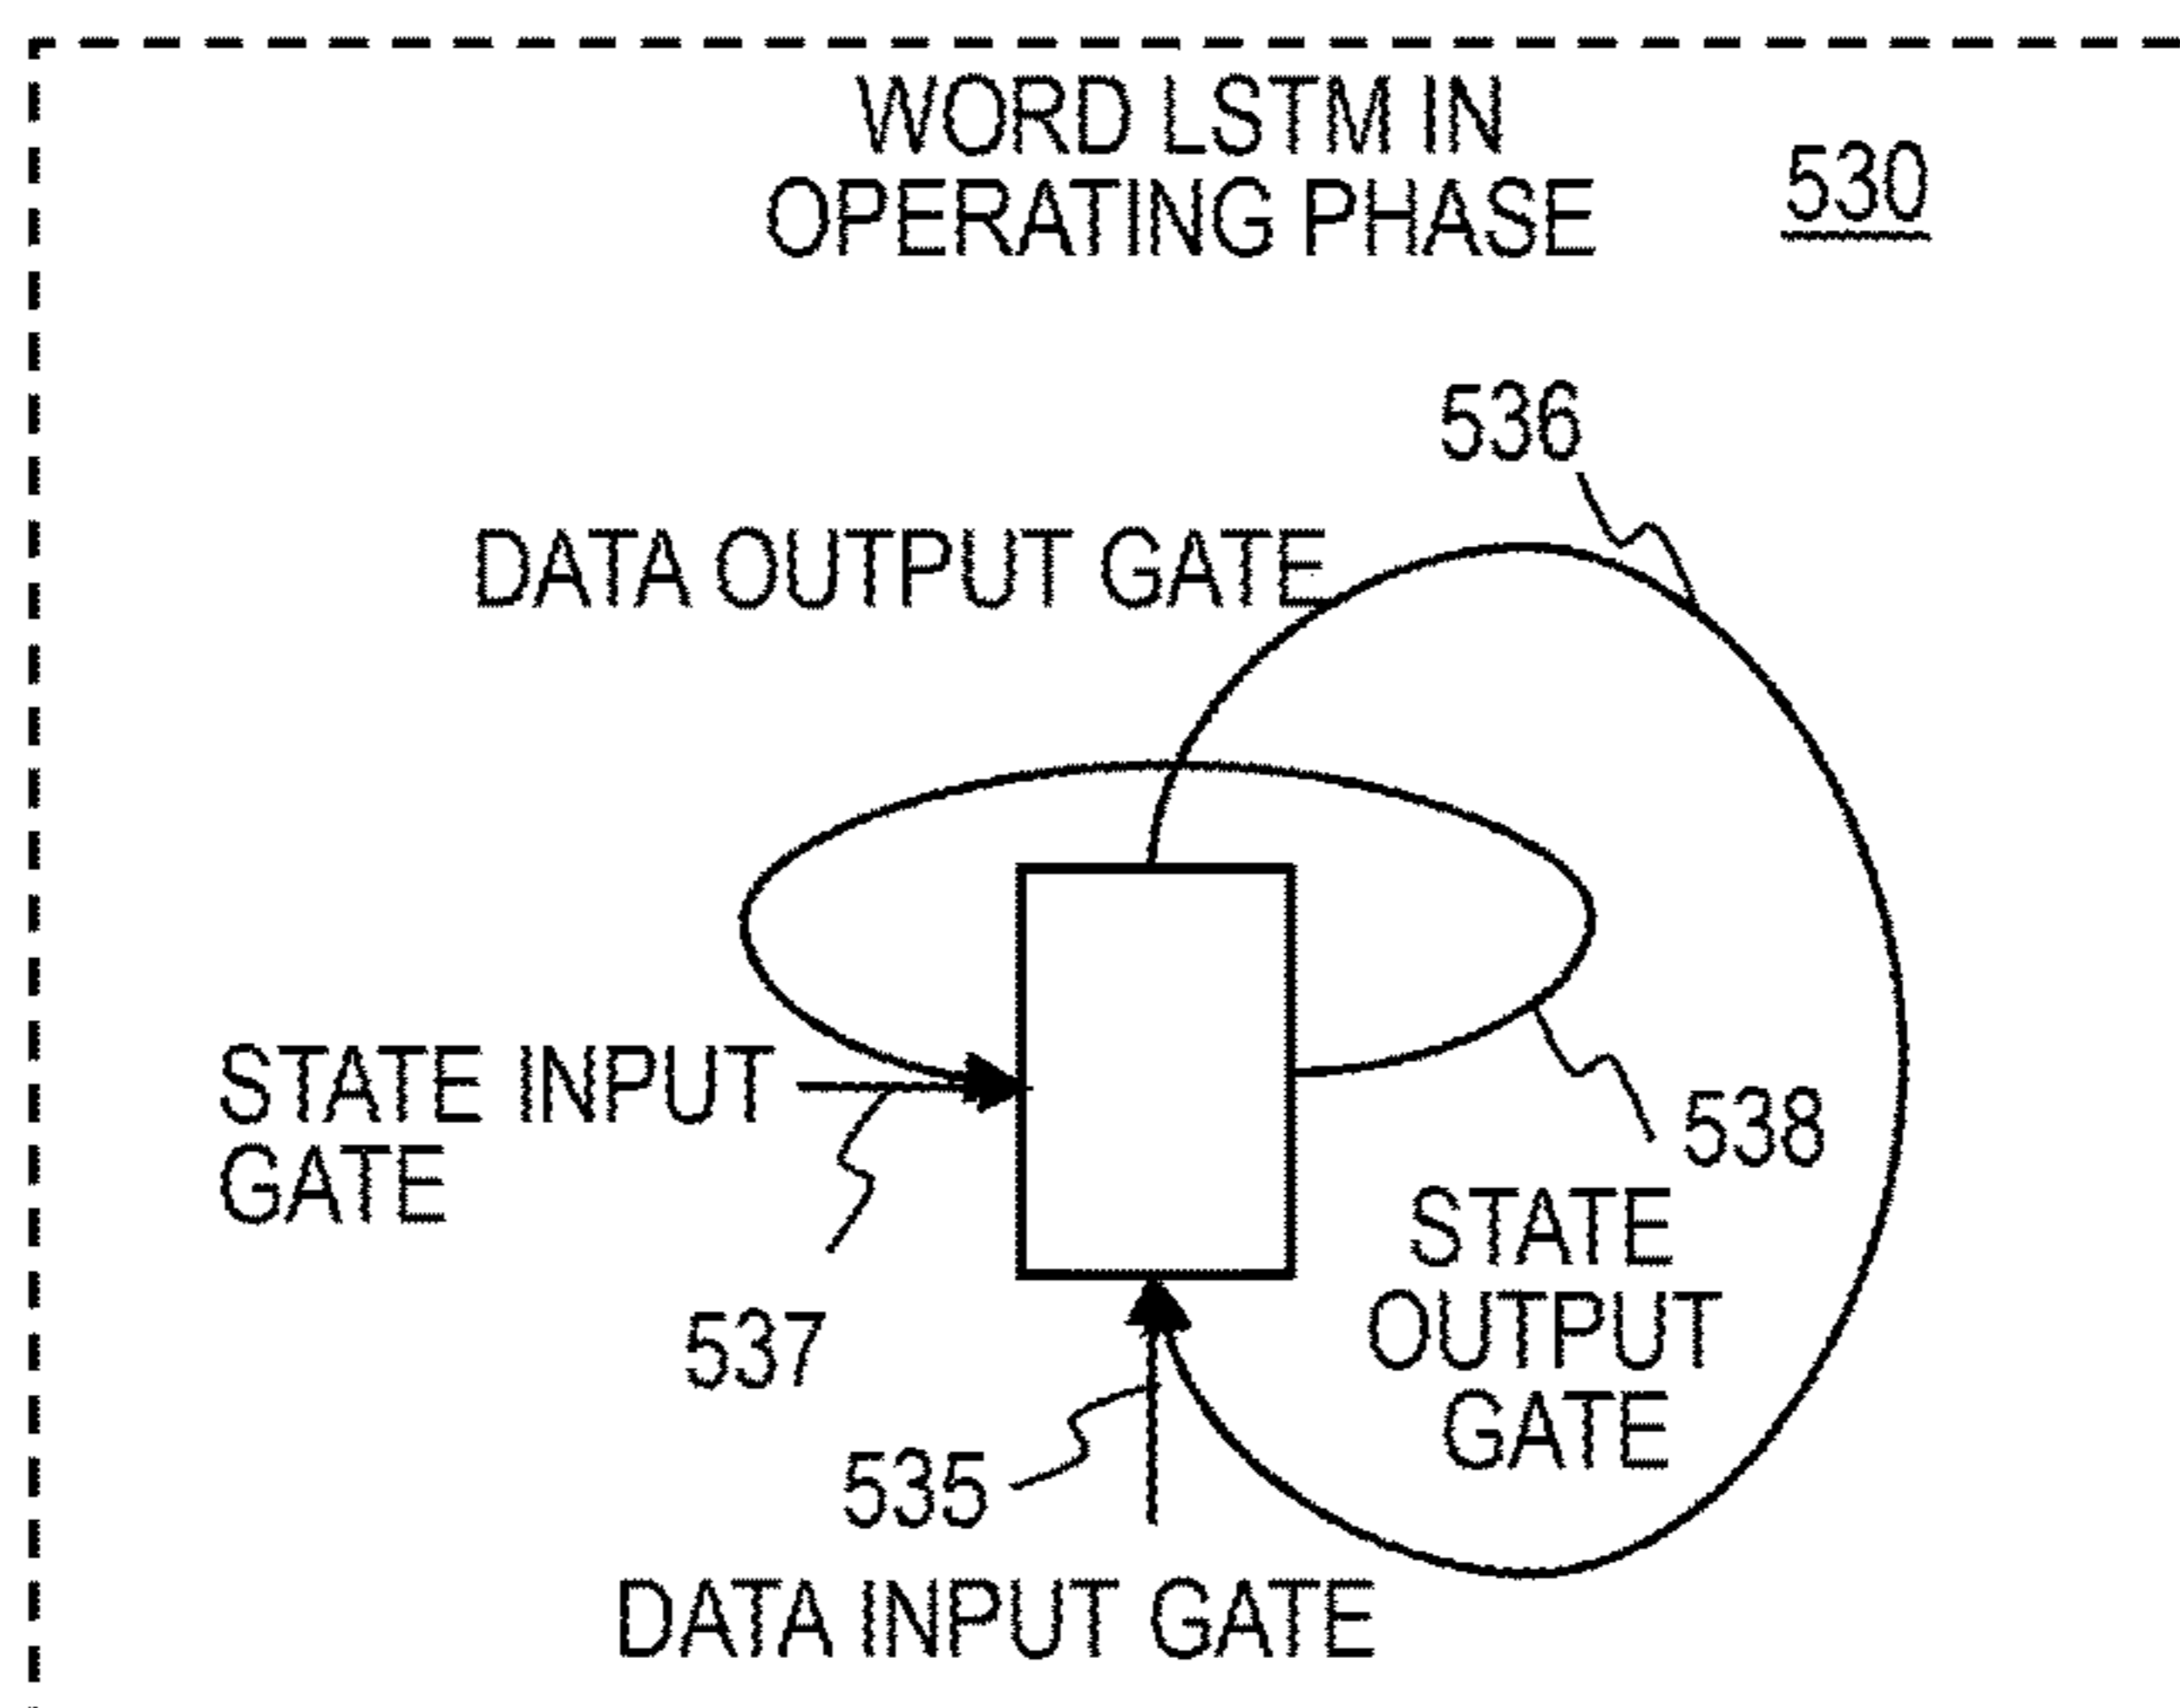 WORD LSTM IN
OPERATING PHASE
530
536
DATA OUTPUT GATE
STATE INPUT
GATE
538
STATE
OUTPUT
GATE
537
535
DATA INPUT GATE